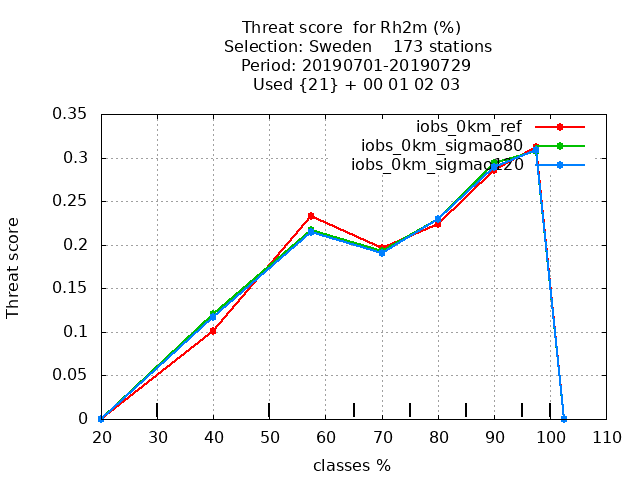 Threat score  for Rh2m (%)
Selection: Sweden    173 stations
Period: 20190701-20190729
Used {21} + 00 01 02 03
Threat score
0.35
0.3
0.25
0.2
0.15
0.1
0.05
0
iobs_0km_ref
iobs_0km_sigmao80
iobs_0km_sigmao120
20 30 40 50 60 70 80 90 100 110
classes %